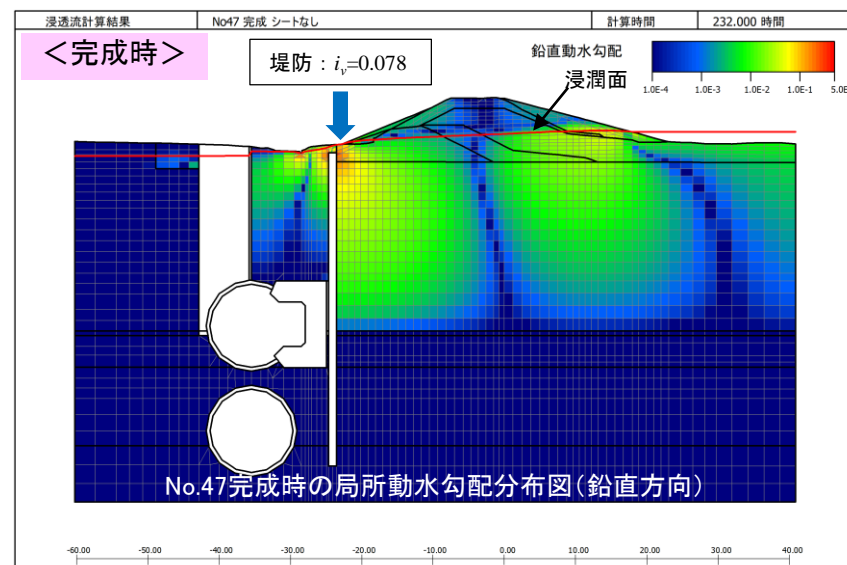 浸透流計算結果 No47 完成 シートなし 計算時間 232.000 時間
＜完成時＞
堤防：iv=0.078
鉛直動水勾配
1.0E-4 1.0E-3 1.0E-2 1.0E-1 5.0E
浸潤面
No.47完成時の局所動水勾配分布図（鉛直方向）
-60.00 -50.00 -40.00 -30.00 -20.00 -10.00 0.00 10.00 20.00 30.00 40.00